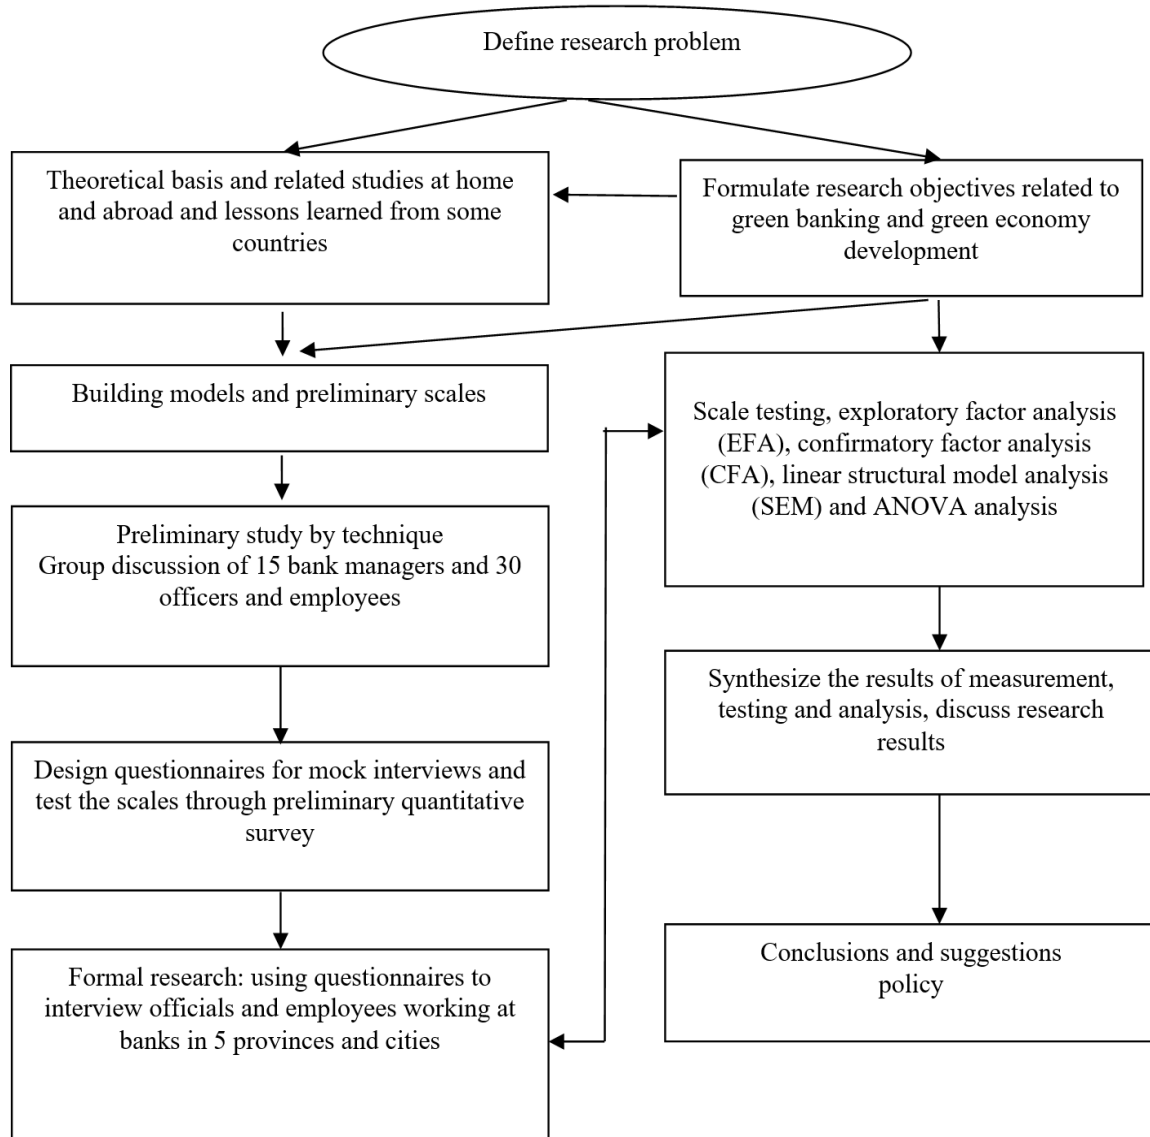 Define research problem
Theoretical basis and related studies at home
and abroad and lessons learned from some
countries
Formulate research objectives related to
green banking and green economy
development
Building models and preliminary scales
Scale testing, exploratory factor analysis
(EFA), confirmatory factor analysis
(CFA), linear structural model analysis
(SEM) and ANOVA analysis
Preliminary study by technique
Group discussion of 15 bank managers and 30
officers and employees
Synthesize the results of measurement,
testing and analysis, discuss research
results
Design questionnaires for mock interviews and
test the scales through preliminary quantitative
survey
Conclusions and suggestions
policy
Formal research: using questionnaires to
interview officials and employees working at
banks in 5 provinces and cities